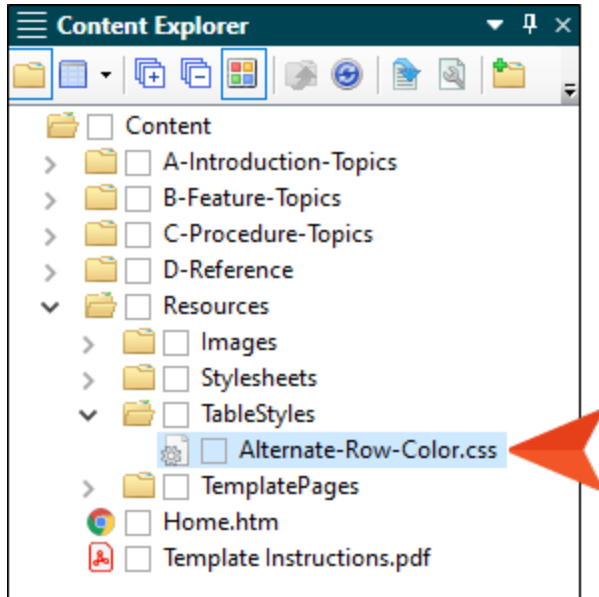 Content Explorer
Content
A-Introduction-Topics
B-Feature-Topics
C-Procedure-Topics
D-Reference
Resources
Images
Stylesheets
TableStyles
Alternate-Row-Color.css
TemplatePages
Home.htm
Template Instructions.pdf